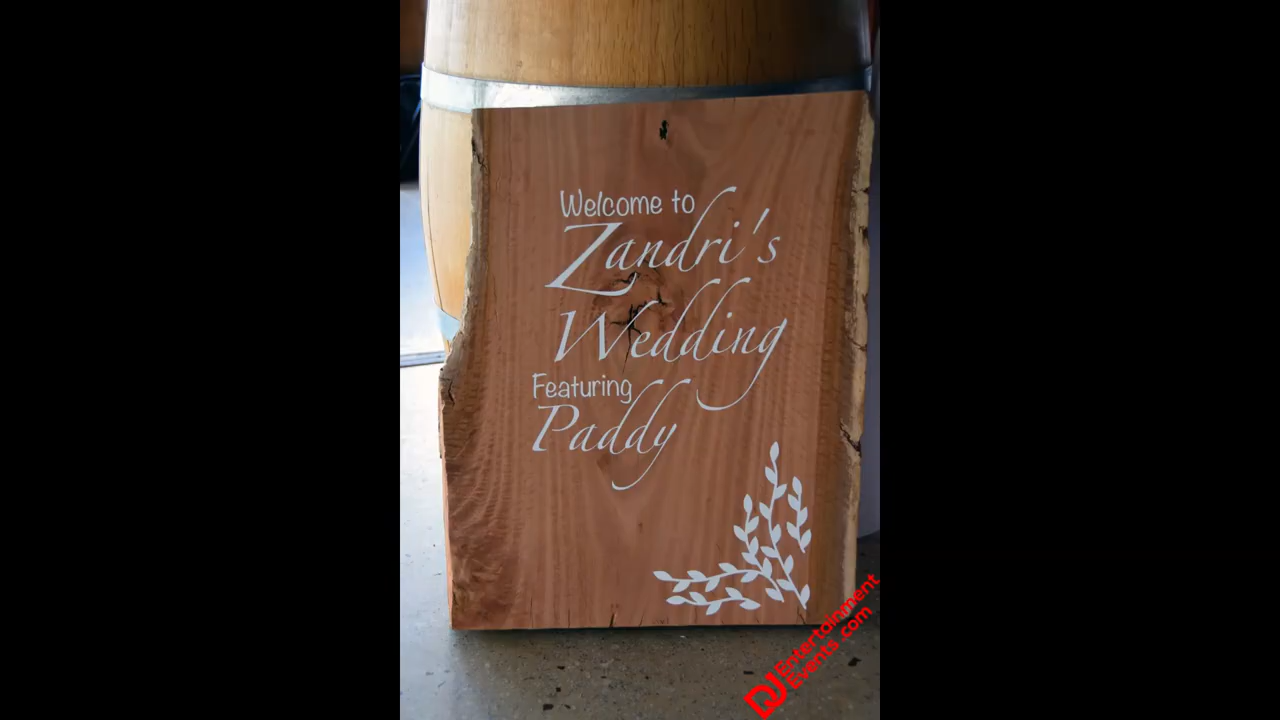 Welcome to
Zandri's
Wedding
Featuring
Paddy
DJ Entertainment
Events .com